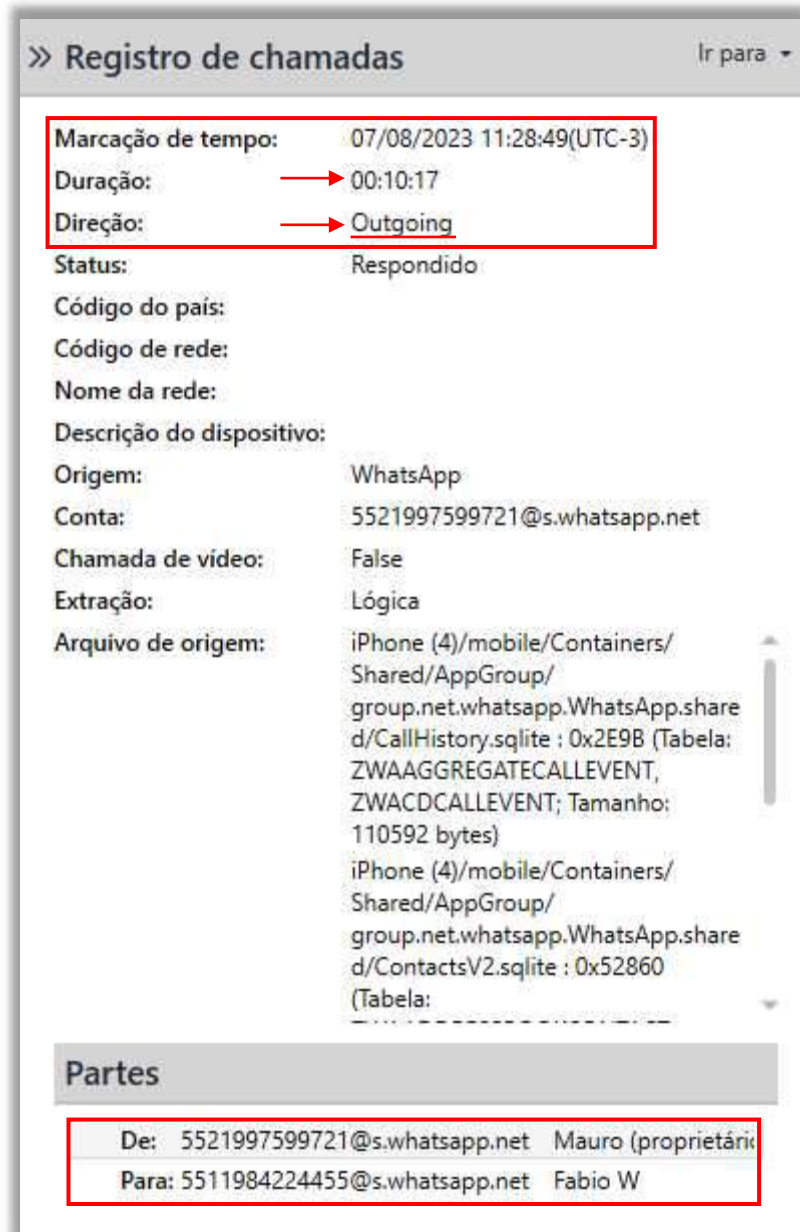 » Registro de chamadas Ir para
Marcação de tempo: 07/08/2023 11:28:49(UTC-3)
Duração: 00:10:17
Direção: Outgoing
Status: Respondido
Código do país:
Código de rede:
Nome da rede:
Descrição do dispositivo:
Origem: WhatsApp
Conta: 5521997599721@s.whatsapp.net
Chamada de vídeo: False
Extração: Lógica
Arquivo de origem: iPhone (4)/mobile/Containers/
Shared/AppGroup/
group.net.whatsapp.WhatsApp.share
d/CallHistory.sqlite : 0x2E9B (Tabela:
ZWAAGGREGATECALLEVENT,
ZWACDCALLEVENT; Tamanho:
110592 bytes)
iPhone (4)/mobile/Containers/
Shared/AppGroup/
group.net.whatsapp.WhatsApp.share
d/ContactsV2.sqlite : 0x52860
(Tabela:
Partes
De: 5521997599721@s.whatsapp.net Mauro (proprietário
Para: 5511984224455@s.whatsapp.net Fabio W